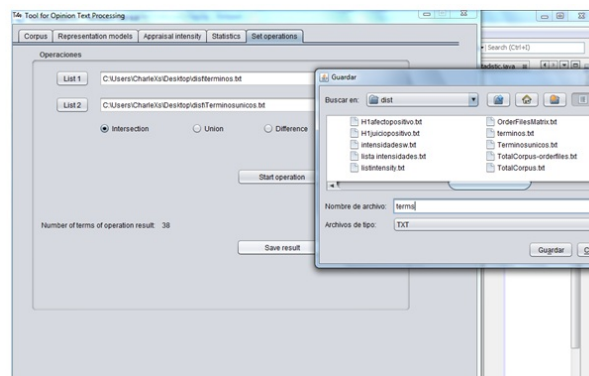 Tool for Opinion Text Processing
Corpus Representation models Appraisal intensity Statistics Set operations
Operaciones
List 1 C:\Users\CharleXs\Desktop\dist\terminos.txt
List 2 C:\Users\CharleXs\Desktop\dist\Terminosunicos.txt
Intersection Union Difference
Start operation
Number of terms of operation result: 38
Save result
Search (Ctrl+I)
tadistic.java
Guardar
Buscar en: dist
H1afectopositivo.txt OrderFilesMatrix.txt
H1juiciopositivo.txt terminos.txt
intensidadesw.txt Terminosunicos.txt
lista intensidades.txt TotalCorpus-orderfiles.txt
listintensity.txt TotalCorpus.txt
Nombre de archivo: terms
Archivos de tipo: TXT
Guardar C